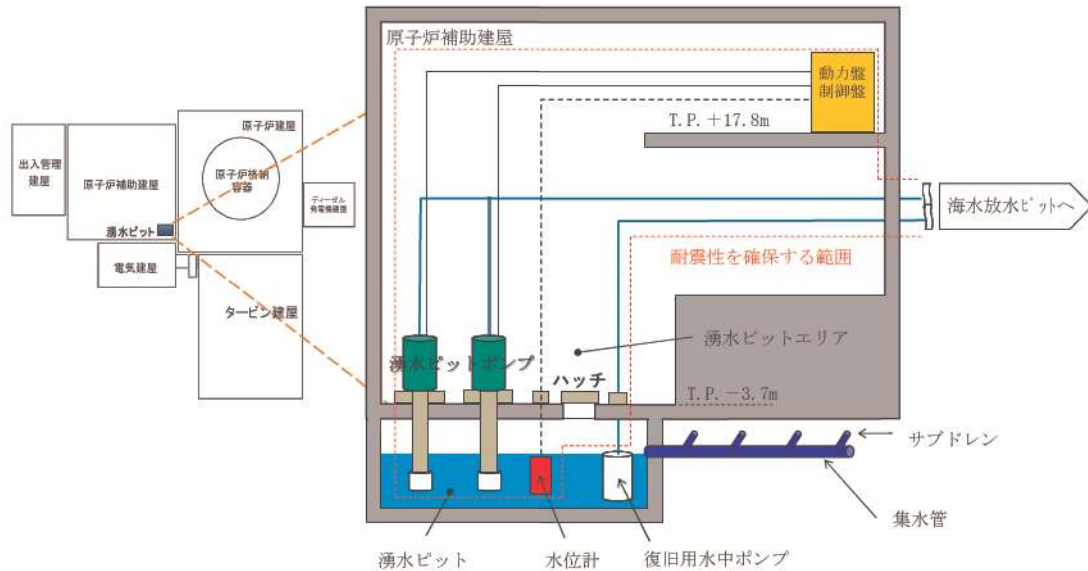 原子炉補助建屋
動力盤
制御盤
T.P.+17.8m
海水放水ピットへ
耐震性を確保する範囲
湧水ピットエリア
湧水ピットポンプ
ハッチ
T.P.-3.7m
サブドレン
集水管
湧水ピット
水位計
復旧用水中ポンプ
出入管理
建屋
原子炉補助建屋
原子炉建屋
原子炉格納
容器
ディーゼル
発電機建屋
湧水ピット
電気建屋
タービン建屋